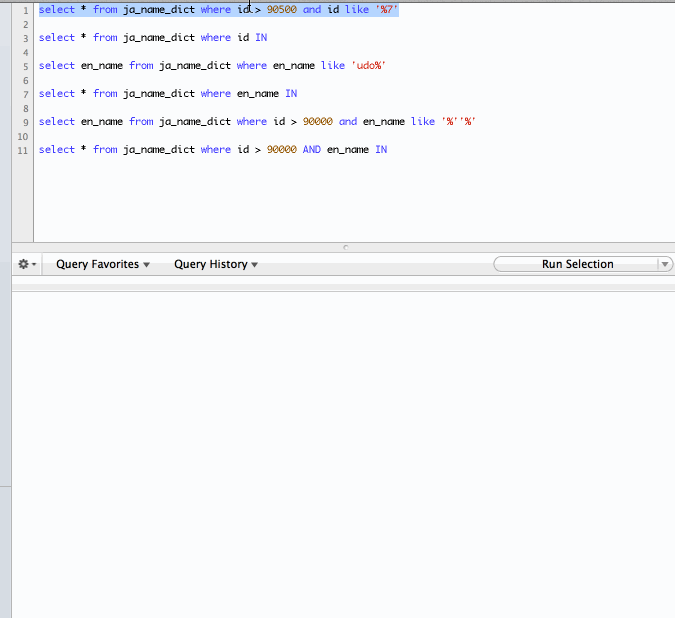 1 select * from ja_name_dict where id > 90500 and id like '%7'
2
3 select * from ja_name_dict where id IN
4
5 select en_name from ja_name_dict where en_name like 'udo%'
6
7 select * from ja_name_dict where en_name IN
8
9 select en_name from ja_name_dict where id > 90000 and en_name like '%''%'
10
11 select * from ja_name_dict where id > 90000 AND en_name IN
Query Favorites Query History Run Selection